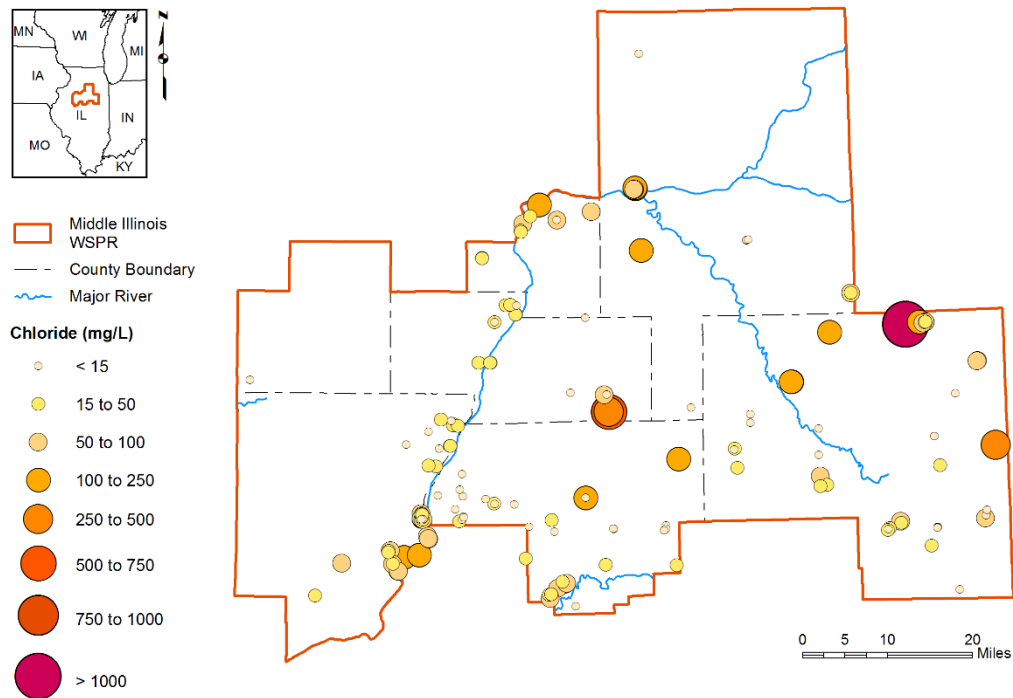 N
MN
WI
MI
IA
IL
IN
MO
KY
Middle Illinois
WSPR
County Boundary
Major River
Chloride (mg/L)
< 15
15 to 50
50 to 100
100 to 250
250 to 500
500 to 750
750 to 1000
> 1000
0 5 10 20
Miles